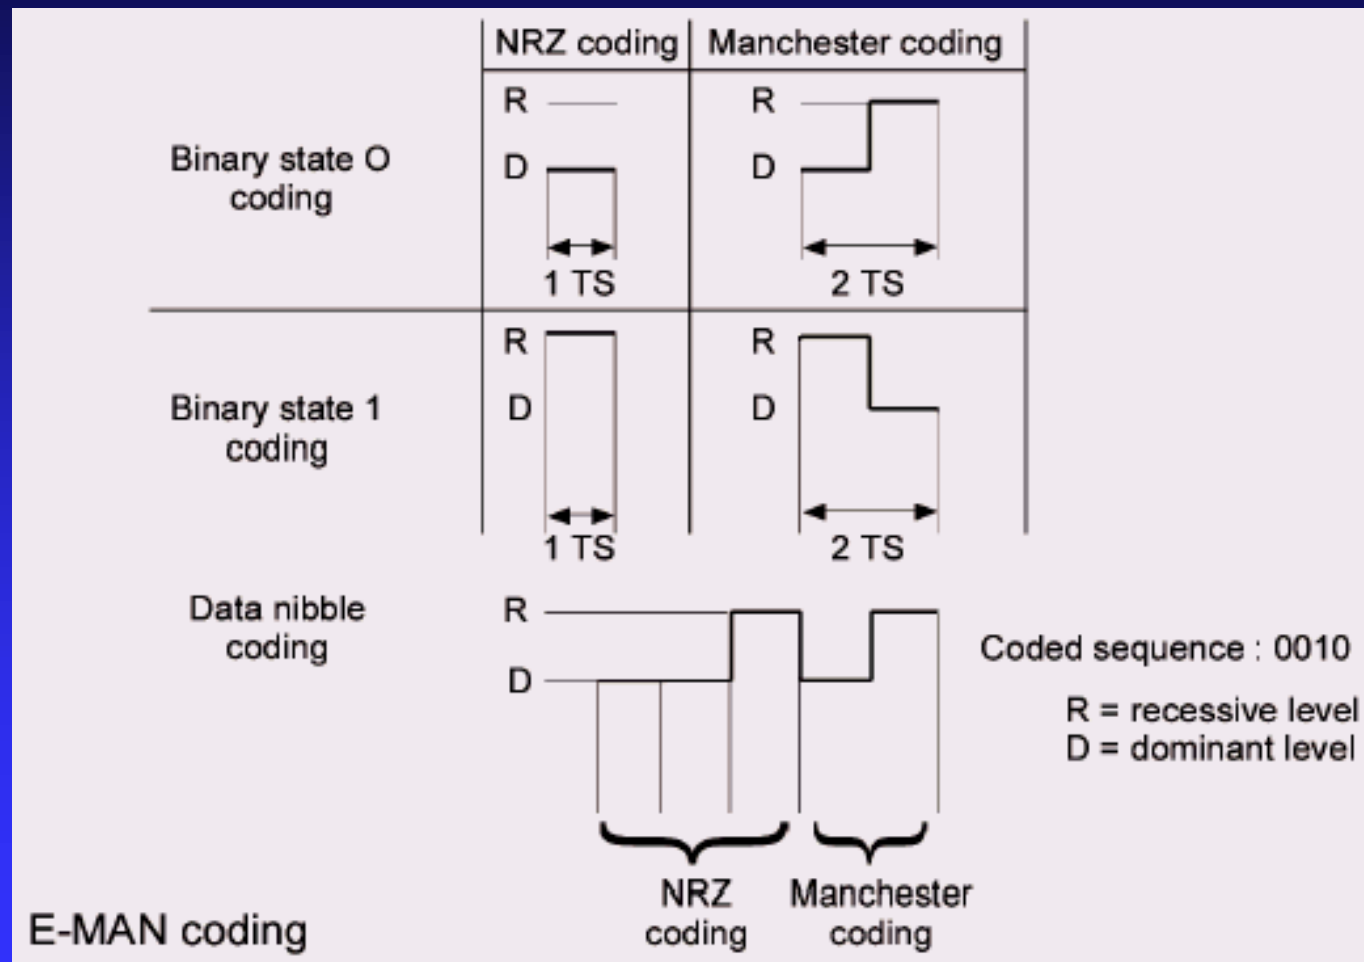 NRZ coding
Manchester coding
Binary state O
coding
R
D
1 TS
R
D
2 TS
Binary state 1
coding
R
D
1 TS
R
D
2 TS
Data nibble
coding
R
D
Coded sequence : 0010
R = recessive level
D = dominant level
NRZ
coding
Manchester
coding
E-MAN coding